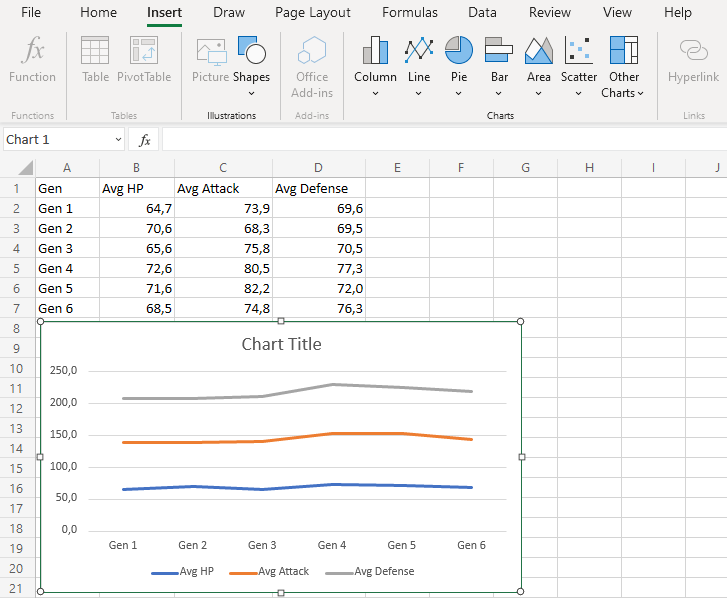 File Home Insert Draw Page Layout Formulas Data Review View Help
Function Table PivotTable Picture Shapes Office Add-ins Column Line Pie Bar Area Scatter Other Charts Hyperlink
Functions Tables Illustrations Add-ins Charts Links
Chart 1 fx
A B C D E F G H I J
1 Gen Avg HP Avg Attack Avg Defense
2 Gen 1 64,7 73,9 69,6
3 Gen 2 70,6 68,3 69,5
4 Gen 3 65,6 75,8 70,5
5 Gen 4 72,6 80,5 77,3
6 Gen 5 71,6 82,2 72,0
7 Gen 6 68,5 74,8 76,3
8
9
10
11
12
13
14
15
16
17
18
19
20
21
Chart Title
250,0
200,0
150,0
100,0
50,0
0,0
Gen 1 Gen 2 Gen 3 Gen 4 Gen 5 Gen 6
Avg HP Avg Attack Avg Defense